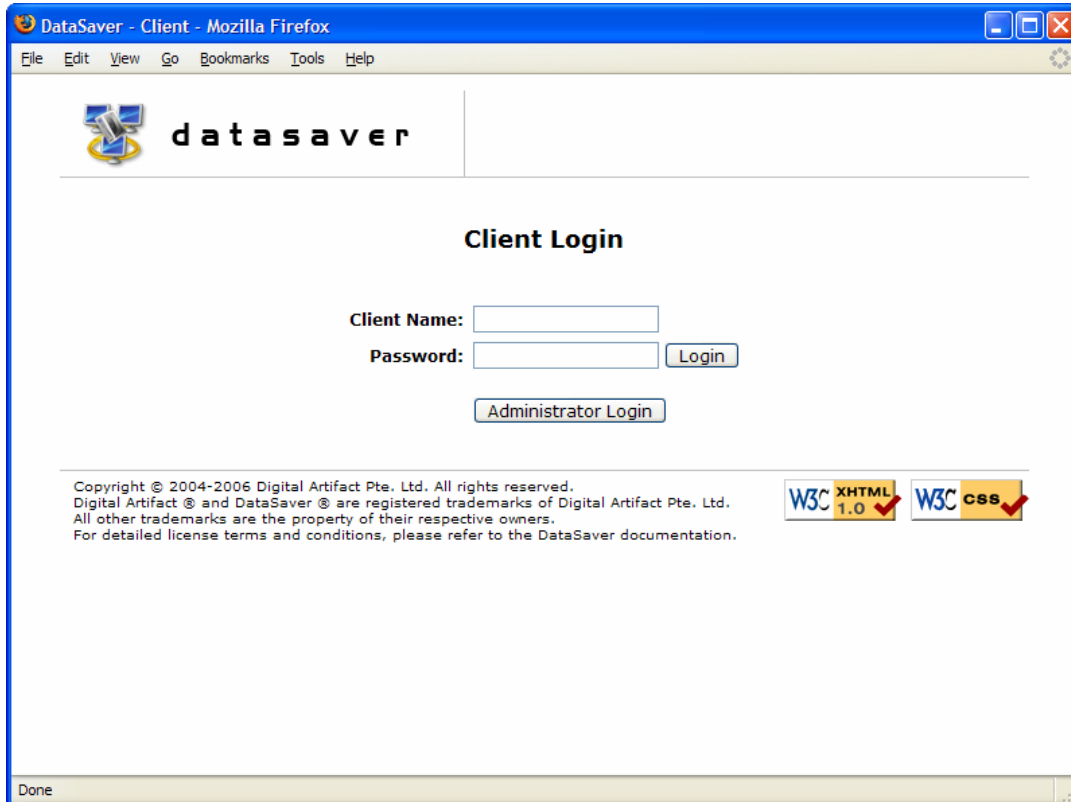 DataSaver - Client - Mozilla Firefox
File Edit View Go Bookmarks Tools Help
datasaver
Client Login
Client Name:
Password: Login
Administrator Login
Copyright © 2004-2006 Digital Artifact Pte. Ltd. All rights reserved.
Digital Artifact ® and DataSaver ® are registered trademarks of Digital Artifact Pte. Ltd.
All other trademarks are the property of their respective owners.
For detailed license terms and conditions, please refer to the DataSaver documentation.
W3C XHTML 1.0
W3C css
Done